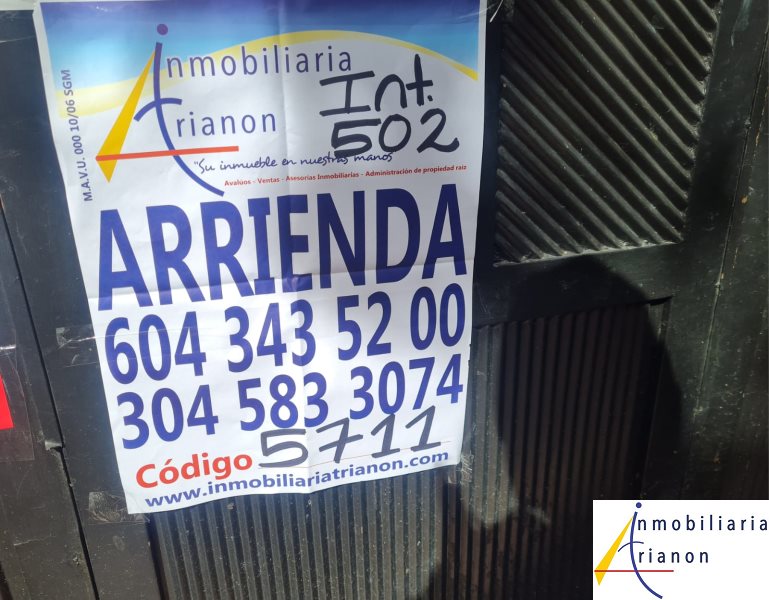 M.A.V.U. 000 10/06 SGM
inmobiliaria
Trianon
Int.
502
"Su inmueble en nuestras manos"
Avalúos - Ventas - Asesorías Inmobiliarias - Administración de propiedad raíz
ARRIENDA
604 343 52 00
304 583 3074
Código 5711
www.inmobiliariatrianon.com
inmobiliaria
trianon